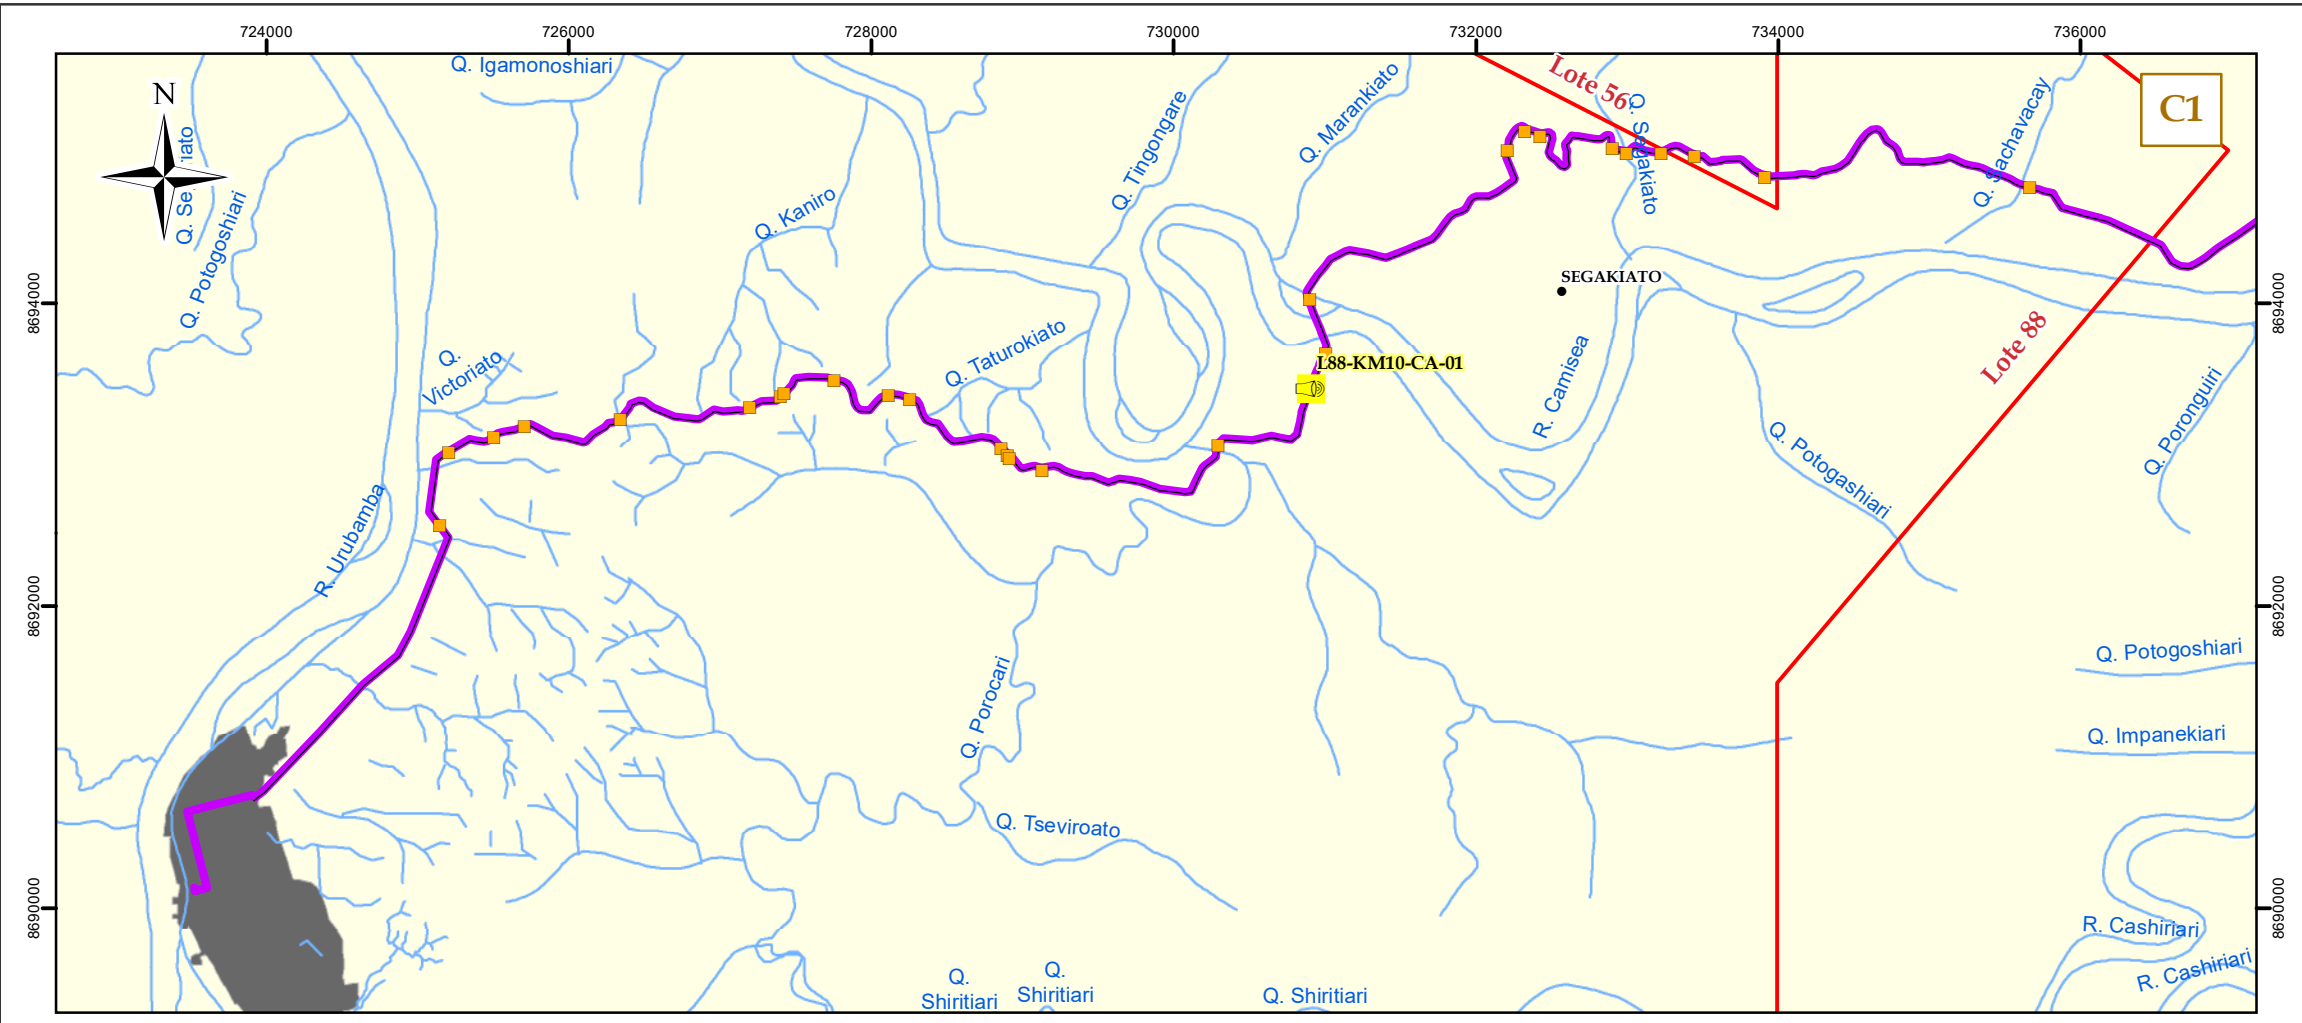 724000 726000 728000 730000 732000 734000 736000
Q. Igamonoshiari
Lote 56
C1
N
Q. Se
iato
Q. Potogoshiari
Q. Kaniro
Q. Tingongare
Q. Marankiato
Q. Segakiato
Q. Sachavacay
8694000
8694000
SEGAKIATO
Q.
Victoriato
Q. Taturokiato
L88-KM10-CA-01
R. Camisea
Lote 88
Q. Poronguiri
Q. Potogashiari
R. Urubamba
8692000
8692000
Q. Porocari
Q. Potogoshiari
Q. Impanekiari
Q. Tseviroato
8690000
8690000
R. Cashiriari
R. Cashiriari
Q.
Shiritiari
Q.
Shiritiari
Q. Shiritiari